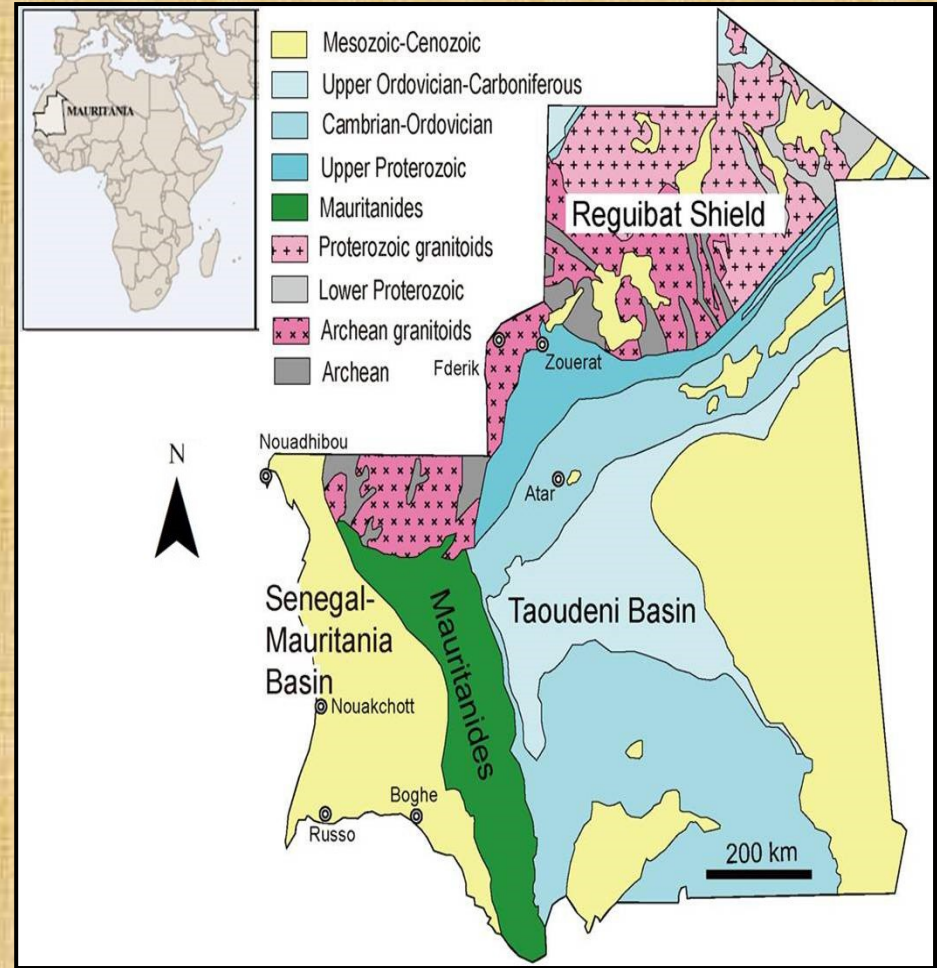 MAURITANIA
Mesozoic-Cenozoic
Upper Ordovician-Carboniferous
Cambrian-Ordovician
Upper Proterozoic
Mauritanides
Proterozoic granitoids
Lower Proterozoic
Archean granitoids
Archean
Reguibat Shield
Fderik
Zouerat
Nouadhibou
N
Atar
Senegal-
Mauritania
Basin
Mauritanides
Taoudeni Basin
Nouakchott
Boghe
Russo
200 km